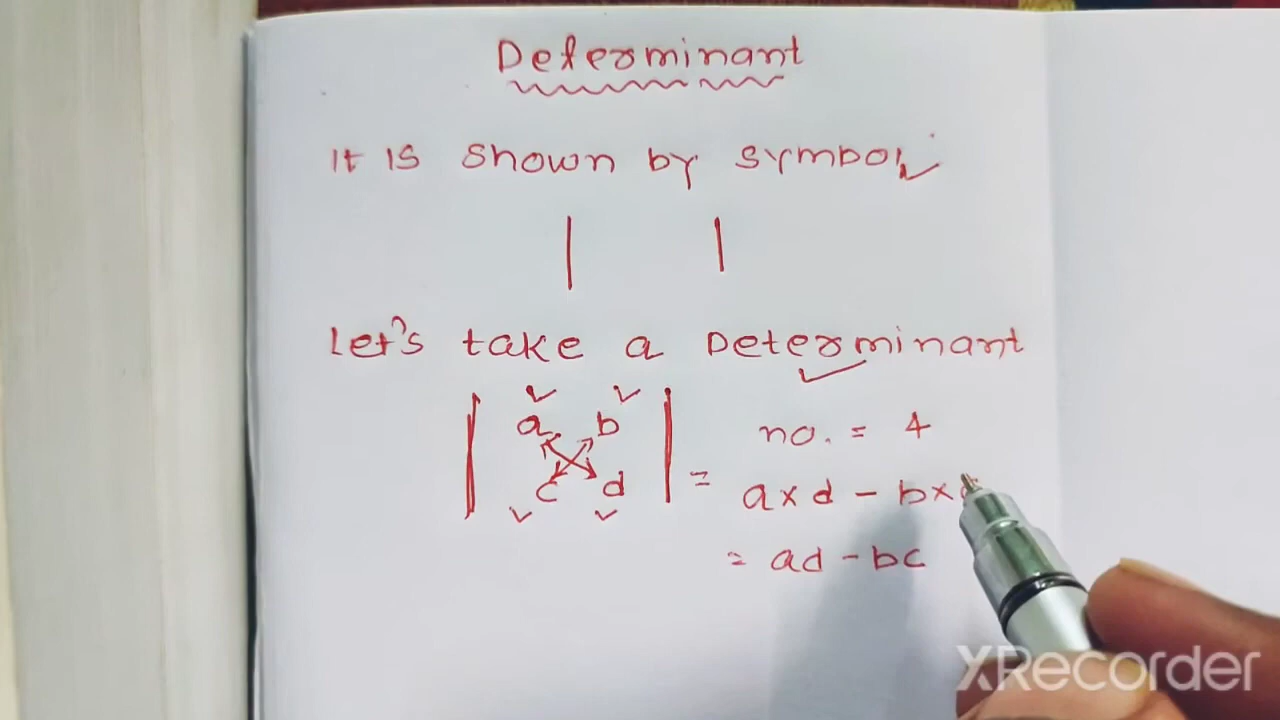 Determinant
It is shown by symbol
| |
Let's take a Determinant
| a b |
no. = 4
| c d | = a×d - b×
= ad - bc
XRecorder